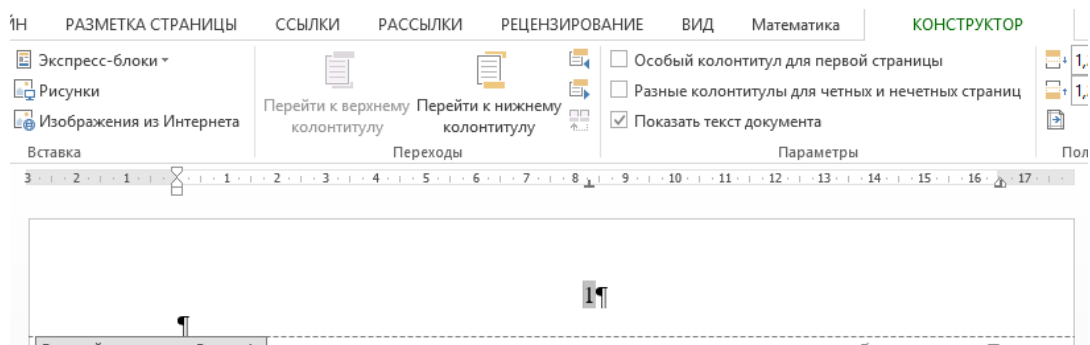 ЙН РАЗМЕТКА СТРАНИЦЫ ССЫЛКИ РАССЫЛКИ РЕЦЕНЗИРОВАНИЕ ВИД Математика КОНСТРУКТОР
Экспресс-блоки
Рисунки
Изображения из Интернета
Вставка
Перейти к верхнему колонтитулу
Перейти к нижнему колонтитулу
Переходы
Особый колонтитул для первой страницы
Разные колонтитулы для четных и нечетных страниц
Показать текст документа
Параметры
1,
1,
Пол
3 2 1 1 2 3 4 5 6 7 8 9 10 11 12 13 14 15 16 17
1¶
¶